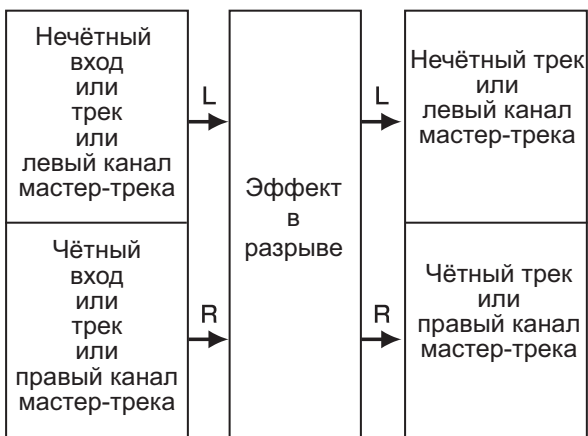 Нечётный
вход
или
трек
или
левый канал
мастер-трека
Чётный
вход
или
трек
или
правый канал
мастер-трека
L
R
Эффект
в
разрыве
L
R
Нечётный трек
или
левый канал
мастер-трека
Чётный трек
или
правый канал
мастер-трека